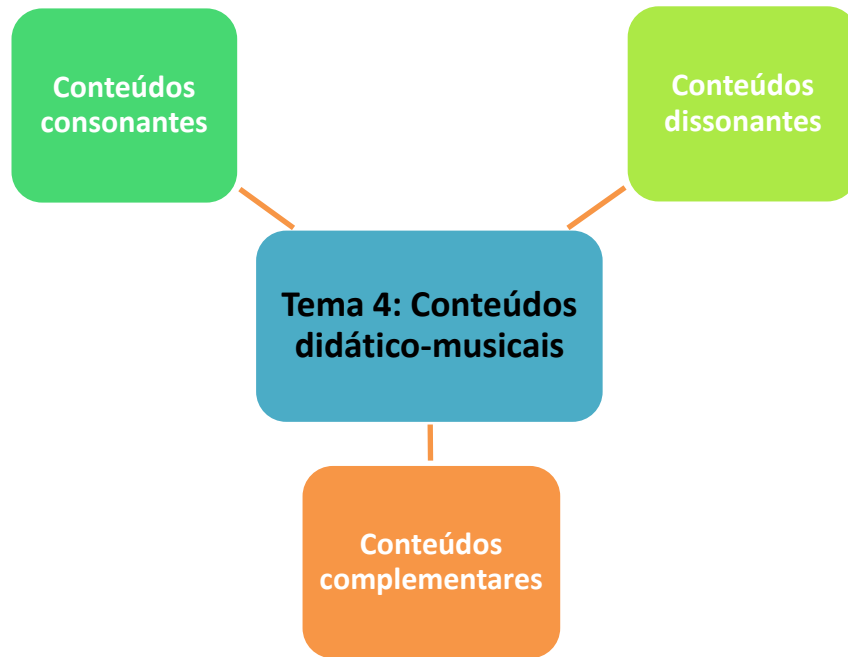 Conteúdos
consonantes
Conteúdos
dissonantes
Tema 4: Conteúdos
didático-musicais
Conteúdos
complementares